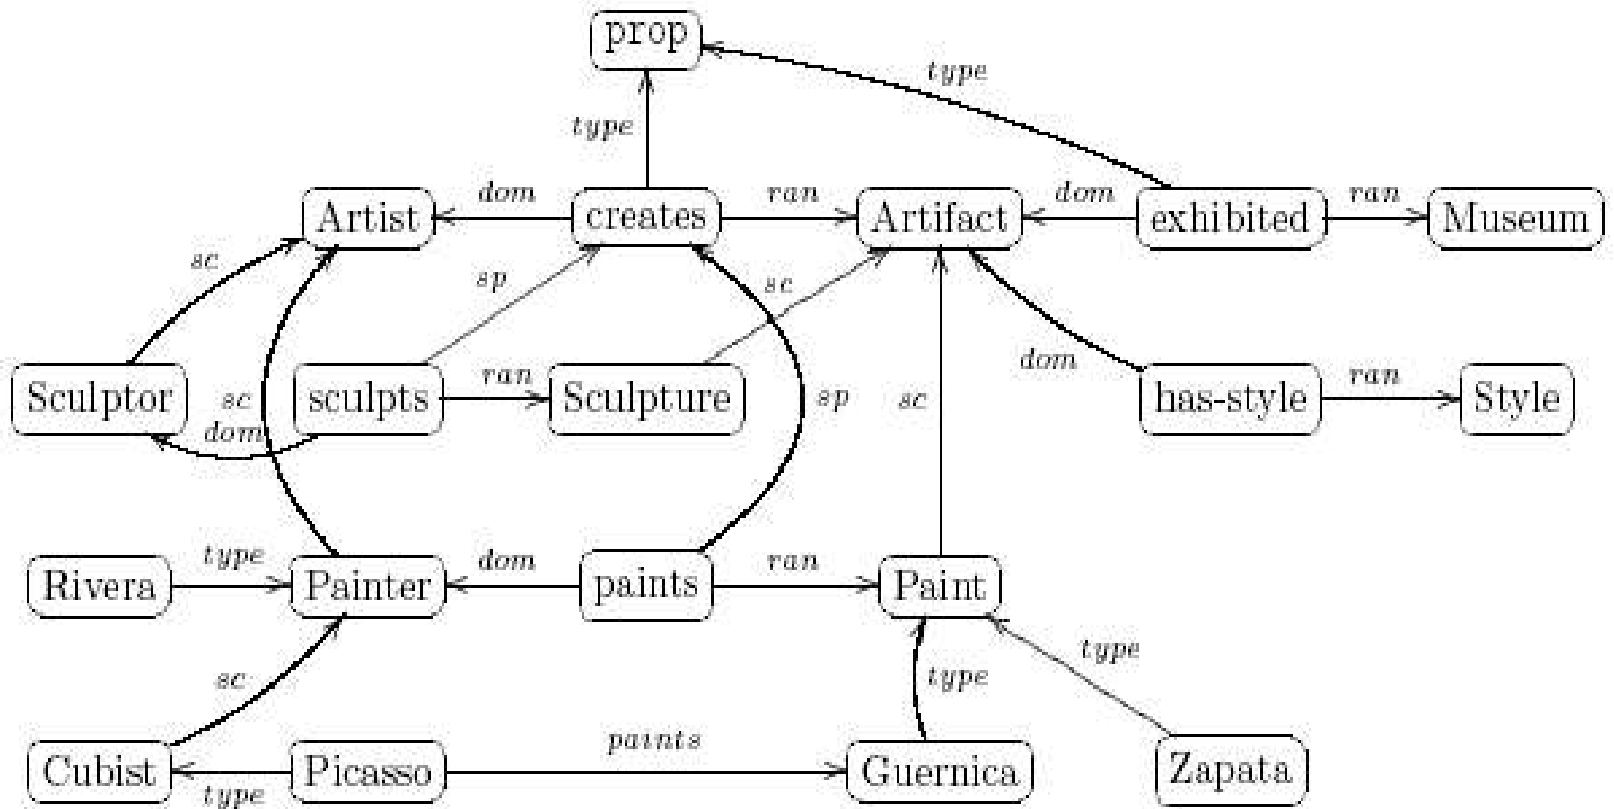 prop
type
type
Artist dom creates ran Artifact dom exhibited ran Museum
sc
sp
sc
Sculptor sc sculpts ran Sculpture sp sc dom has-style ran Style
dom
Rivera type Painter dom paints ran Paint
sc
type
type
Cubist type Picasso paints Guernica Zapata